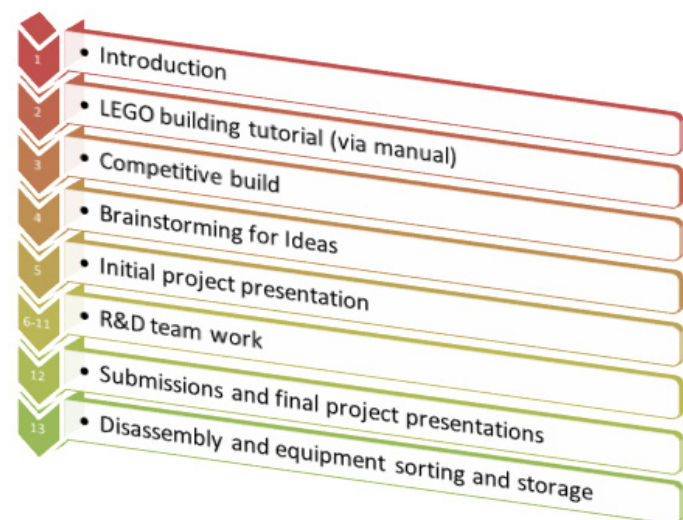 1
• Introduction
2
• LEGO building tutorial (via manual)
3
• Competitive build
4
• Brainstorming for Ideas
5
• Initial project presentation
6-11
• R&D team work
12
• Submissions and final project presentations
13
• Disassembly and equipment sorting and storage